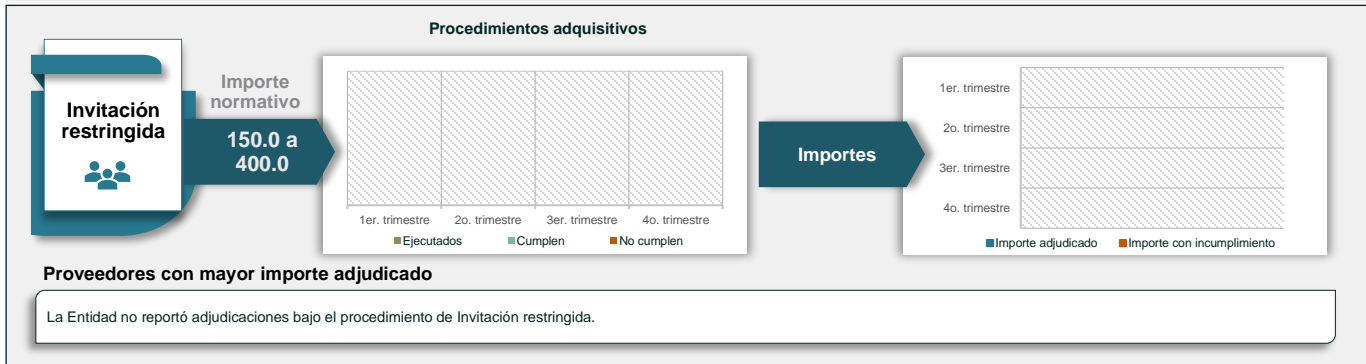 Procedimientos adquisitivos
Invitación
restringida
Importe
normativo
150.0 a
400.0
1er. trimestre
2o. trimestre
3er. trimestre
4o. trimestre
Ejecutados
Cumplen
No cumplen
Importes
1er. trimestre
2o. trimestre
3er. trimestre
4o. trimestre
Importe adjudicado
Importe con incumplimiento
Proveedores con mayor importe adjudicado
La Entidad no reportó adjudicaciones bajo el procedimiento de Invitación restringida.